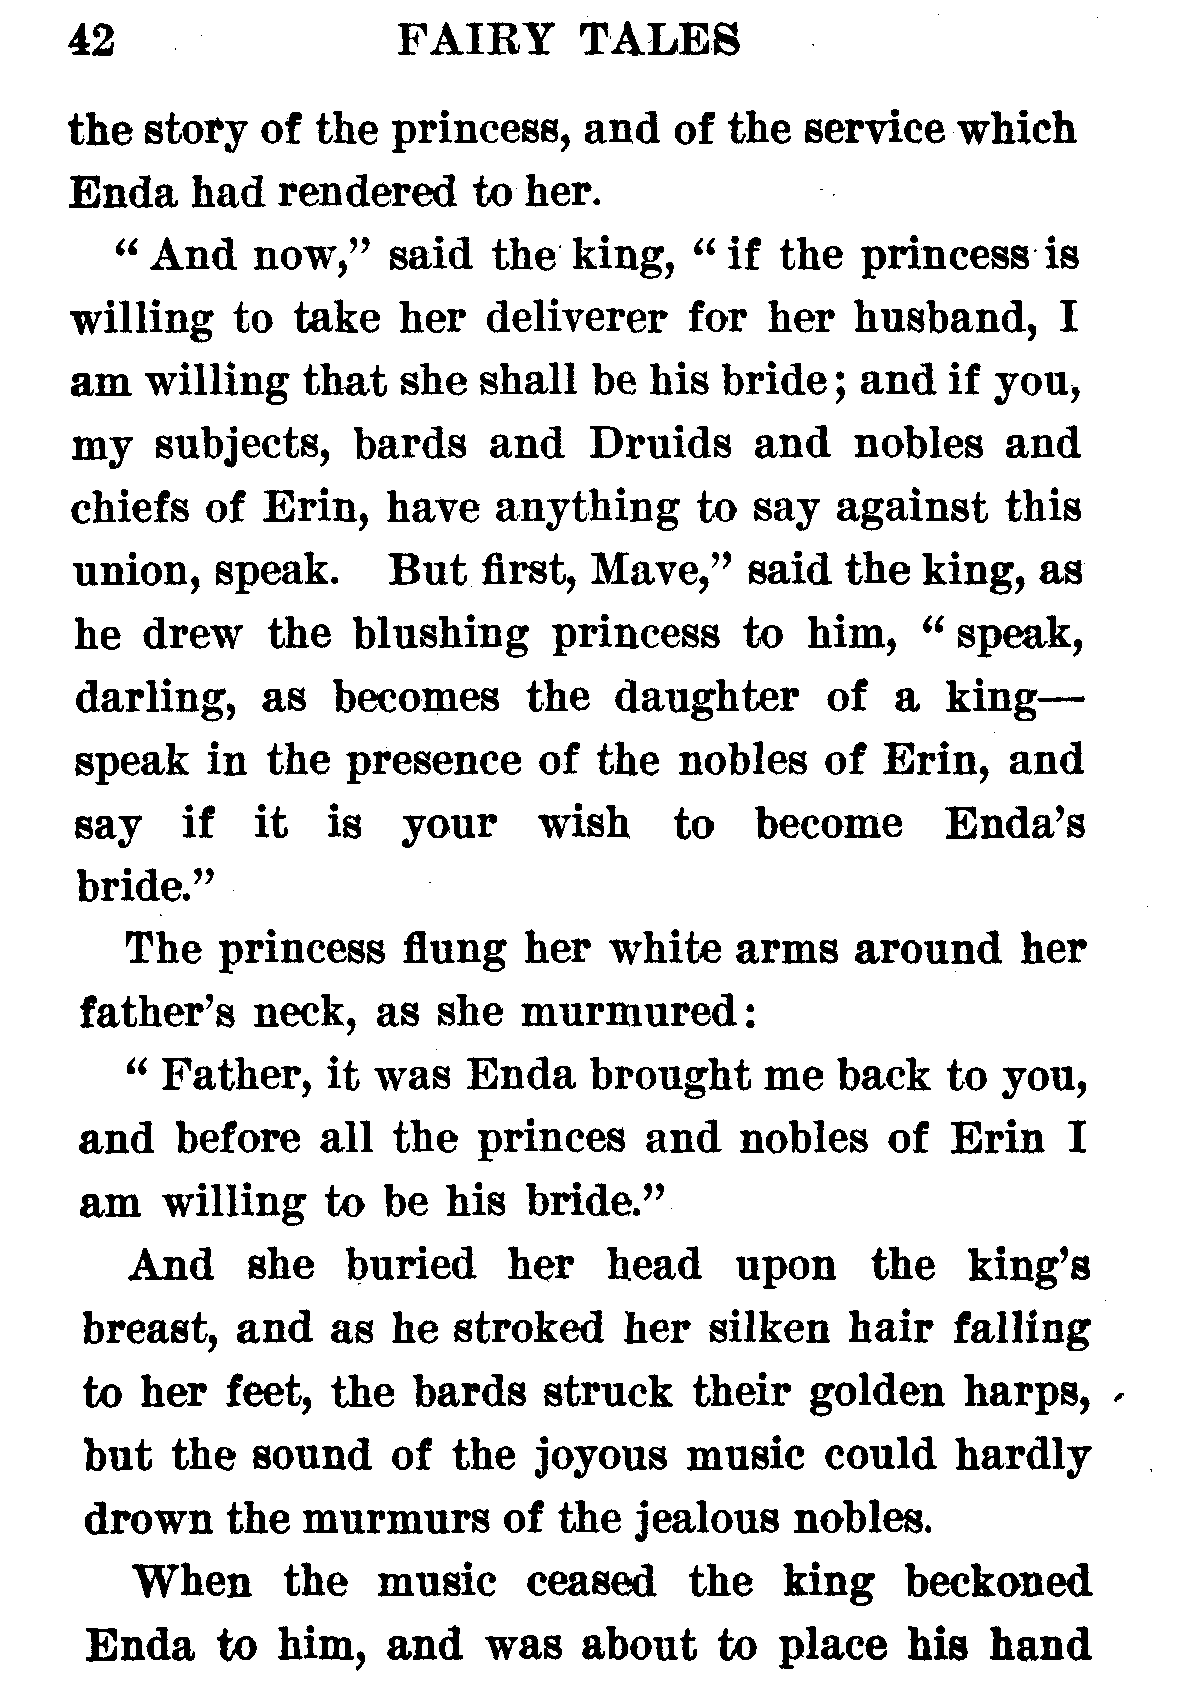 42 FAIRY TALES
the story of the princess, and of the service which
Enda had rendered to her.
“ And now,” said the king, “ if the princess is
willing to take her deliverer for her husband, I
am willing that she shall be his bride; and if you,
my subjects, bards and Druids and nobles and
chiefs of Erin, have anything to say against this
union, speak. But first, Mave,” said the king, as
he drew the blushing princess to him, “ speak,
darling, as becomes the daughter of a king—
speak in the presence of the nobles of Erin, and
say if it is your wish to become Enda’s
bride.”
The princess flung her white arms around her
father’s neck, as she murmured:
“ Father, it was Enda brought me back to you,
and before all the princes and nobles of Erin I
am willing to be his bride.”
And she buried her head upon the king’s
breast, and as he stroked her silken hair falling
to her feet, the bards struck their golden harps,
but the sound of the joyous music could hardly
drown the murmurs of the jealous nobles.
When the music ceased the king beckoned
Enda to him, and was about to place his hand